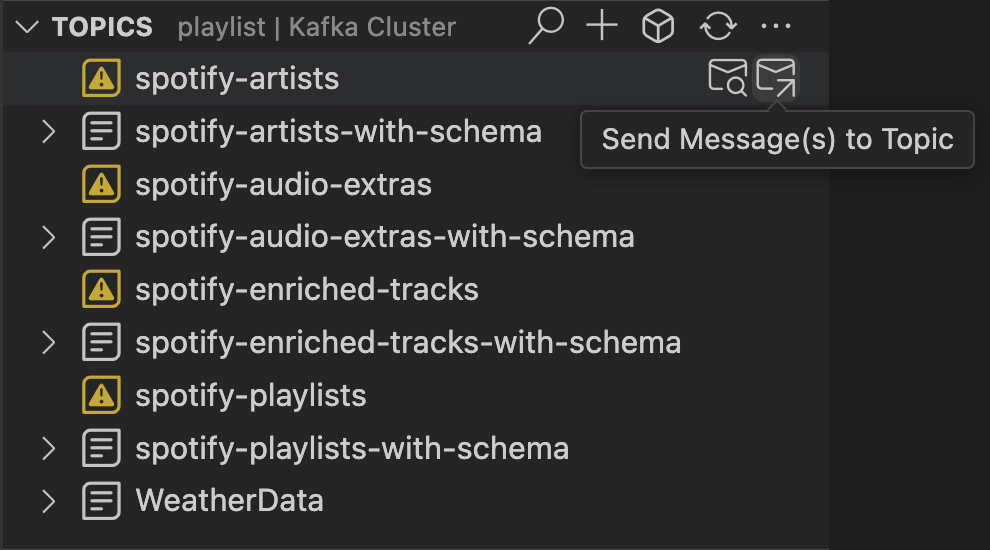 TOPICS playlist | Kafka Cluster
spotify-artists
Send Message(s) to Topic
spotify-artists-with-schema
spotify-audio-extras
spotify-audio-extras-with-schema
spotify-enriched-tracks
spotify-enriched-tracks-with-schema
spotify-playlists
spotify-playlists-with-schema
WeatherData